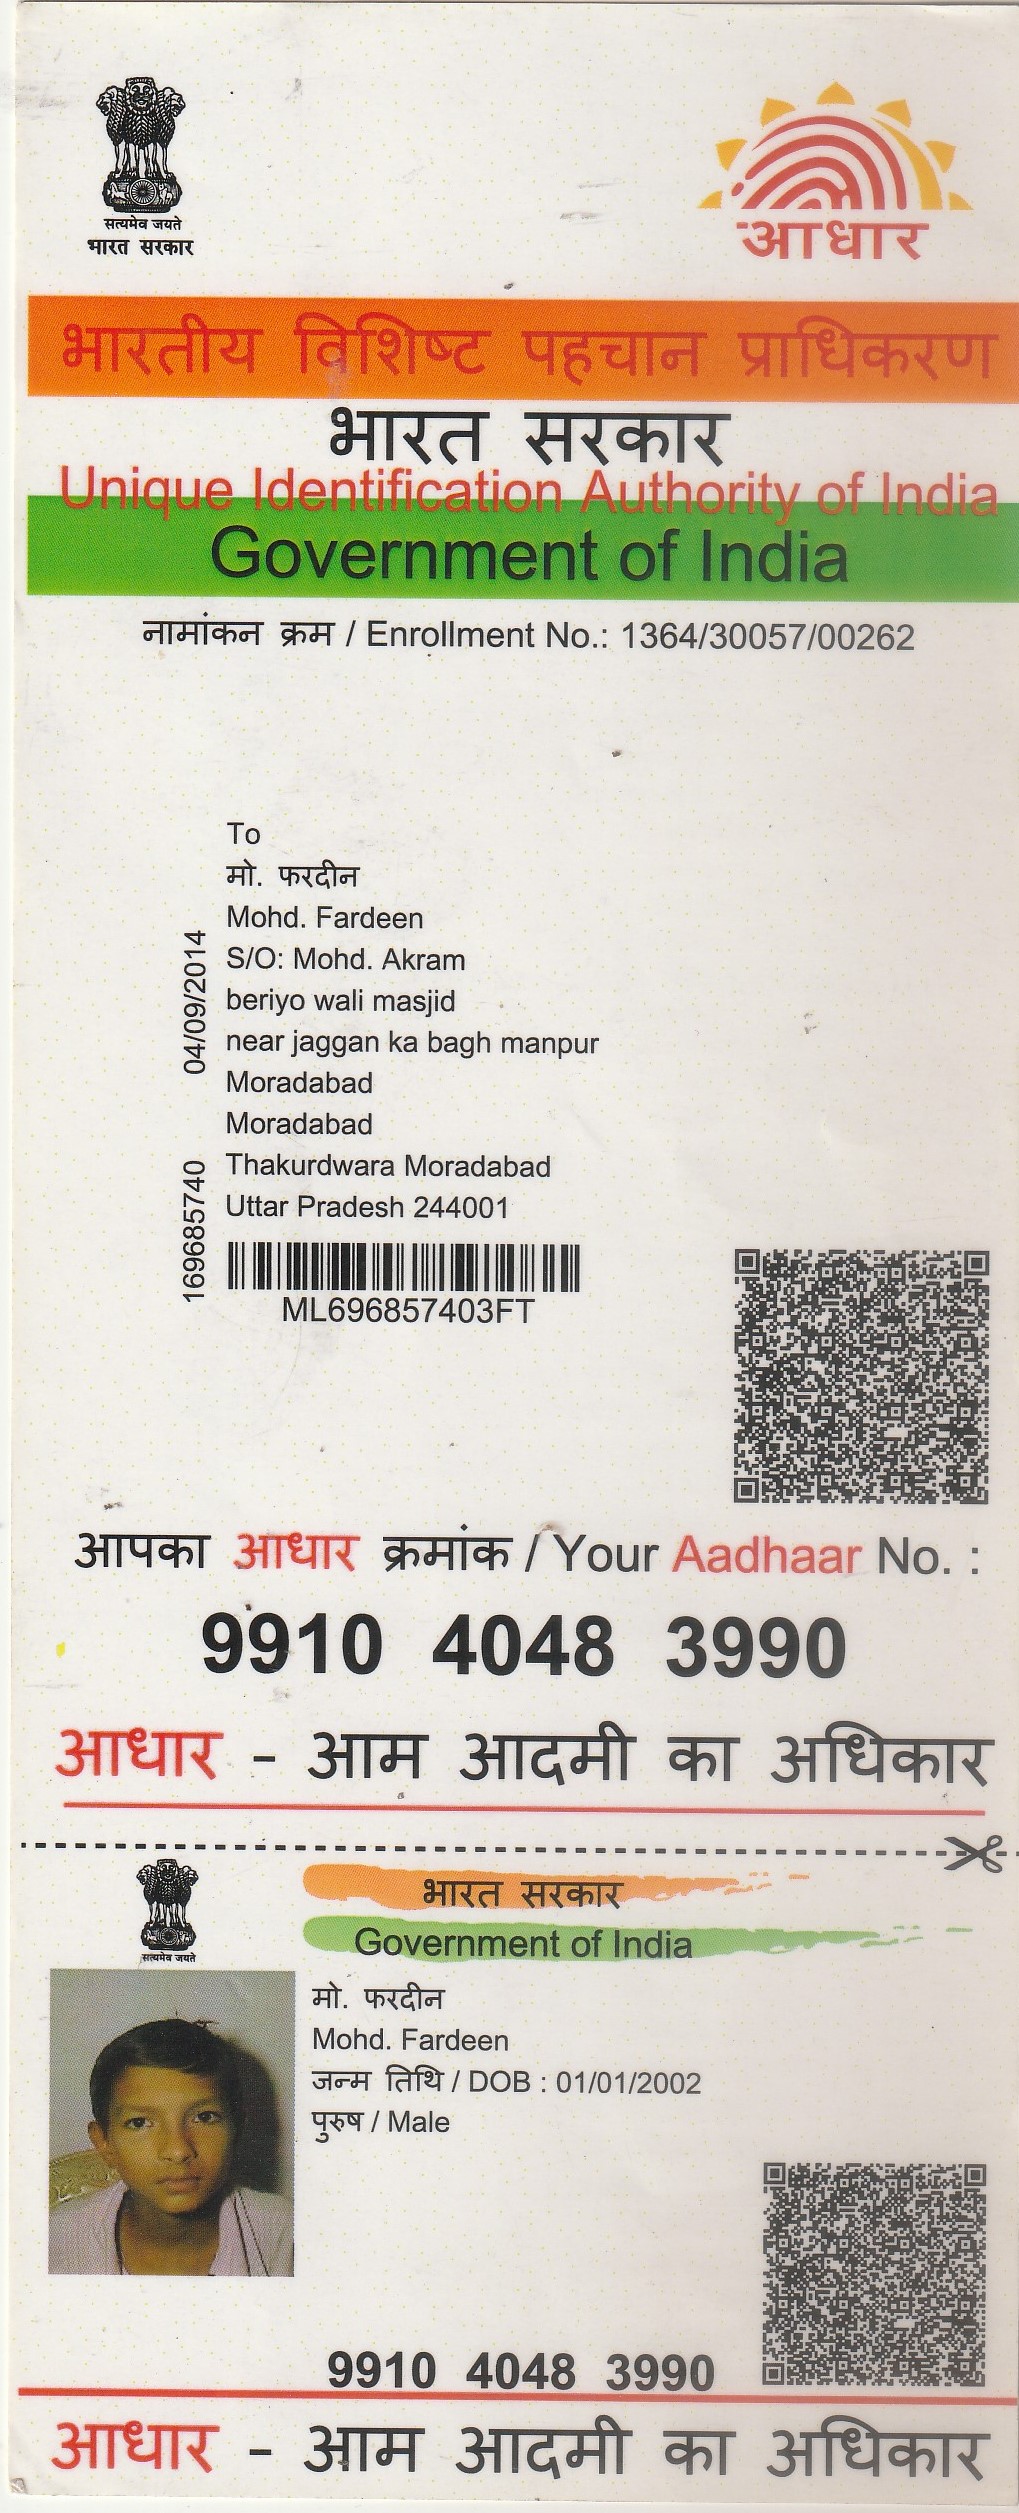 सत्यमेव जयते
भारत सरकार
आधार
भारतीय विशिष्ट पहचान प्राधिकरण
भारत सरकार
Unique Identification Authority of India
Government of India
नामांकन क्रम / Enrollment No.: 1364/30057/00262
To
मो. फरदीन
Mohd. Fardeen
S/O: Mohd. Akram
beriyo wali masjid
near jaggan ka bagh manpur
Moradabad
Moradabad
Thakurdwara Moradabad
Uttar Pradesh 244001
04/09/2014
169685740
ML696857403FT
आपका आधार क्रमांक / Your Aadhaar No. :
9910 4048 3990
आधार - आम आदमी का अधिकार
सत्यमेव जयते
भारत सरकार
Government of India
मो. फरदीन
Mohd. Fardeen
जन्म तिथि / DOB : 01/01/2002
पुरुष / Male
9910 4048 3990
आधार - आम आदमी का अधिकार